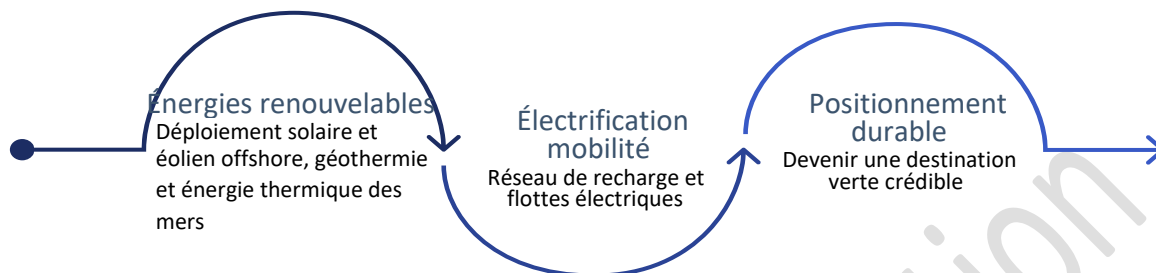 Énergies renouvelables
Déploiement solaire et
éolien offshore, géothermie
et énergie thermique des
mers
Électrification
mobilité
Réseau de recharge et
flottes électriques
Positionnement
durable
Devenir une destination
verte crédible